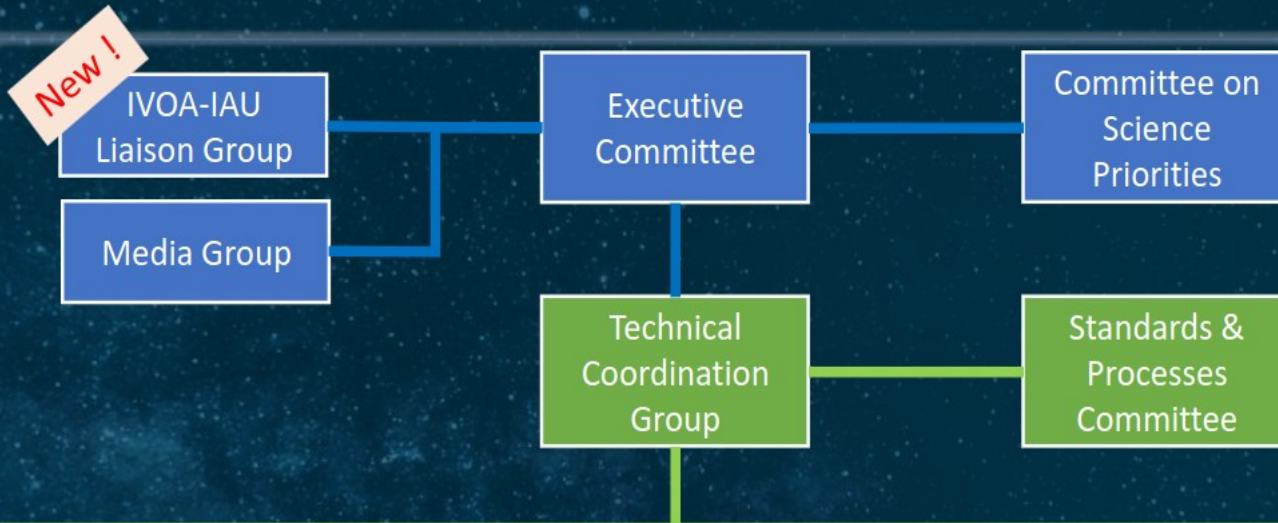 New !
IVOA-IAU
Liaison Group
Media Group
Executive
Committee
Committee on
Science
Priorities
Technical
Coordination
Group
Standards &
Processes
Committee